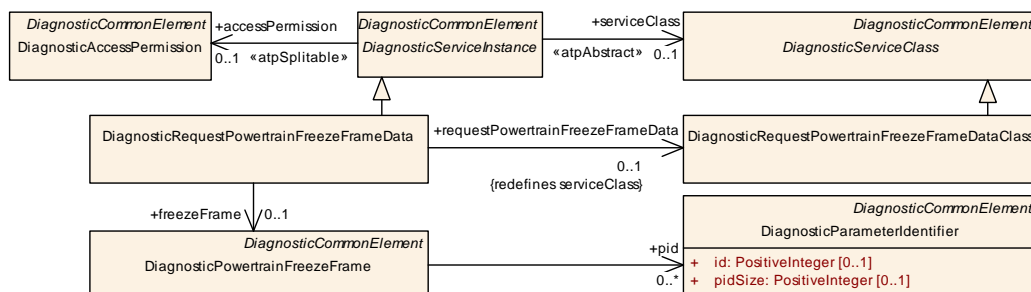 DiagnosticCommonElement
DiagnosticAccessPermission
+accessPermission
0..1
«atpSplitable»
DiagnosticCommonElement
DiagnosticServiceInstance
+serviceClass
«atpAbstract»
0..1
DiagnosticCommonElement
DiagnosticServiceClass
DiagnosticRequestPowertrainFreezeFrameData
+requestPowertrainFreezeFrameData
0..1
{redefines serviceClass}
DiagnosticRequestPowertrainFreezeFrameDataClass
+freezeFrame
0..1
DiagnosticCommonElement
DiagnosticPowertrainFreezeFrame
+pid
0..*
DiagnosticCommonElement
DiagnosticParameterIdentifier
+ id: PositiveInteger [0..1]
+ pidSize: PositiveInteger [0..1]